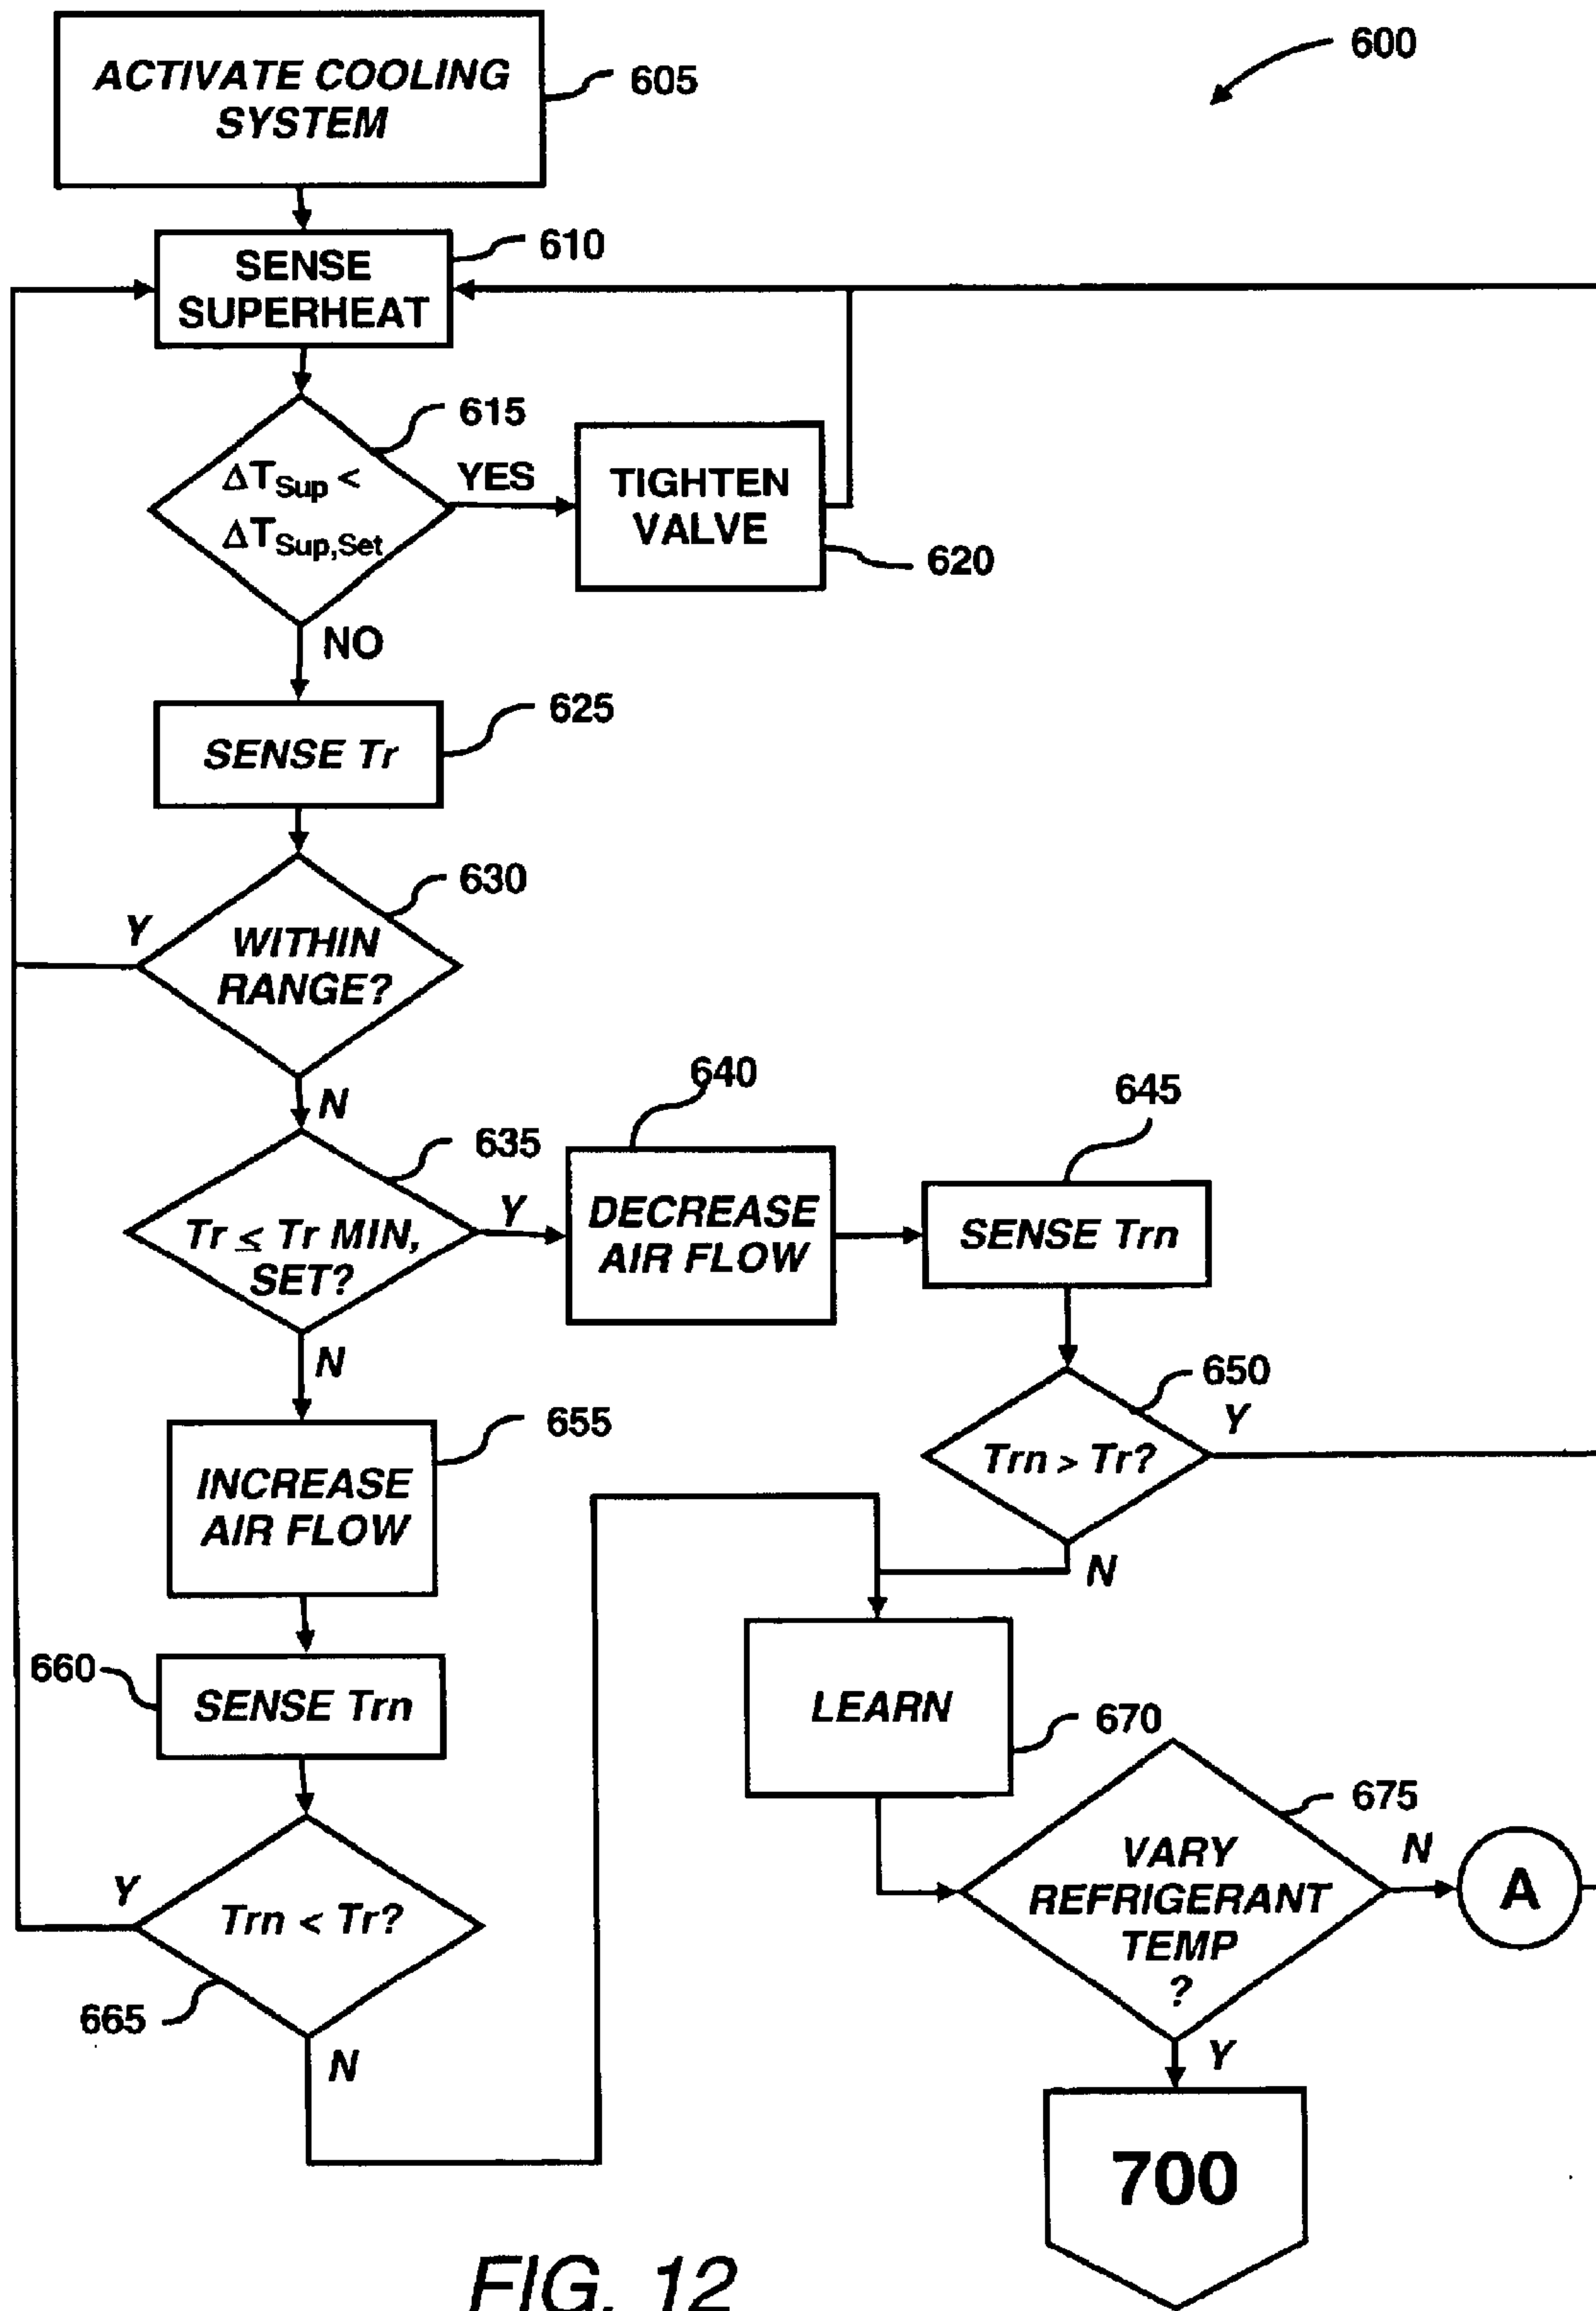 ACTIVATE COOLING
SYSTEM
605
600
SENSE
SUPERHEAT
610
ΔT_Sup <
ΔT_Sup,Set
615
YES
TIGHTEN
VALVE
620
NO
SENSE Tr
625
WITHIN
RANGE?
630
Y
N
Tr ≤ Tr MIN,
SET?
635
Y
DECREASE
AIR FLOW
640
SENSE Trn
645
N
Trn > Tr?
650
Y
N
INCREASE
AIR FLOW
655
SENSE Trn
660
Trn < Tr?
665
Y
N
LEARN
670
VARY
REFRIGERANT
TEMP
?
675
N
A
Y
700
FIG. 12